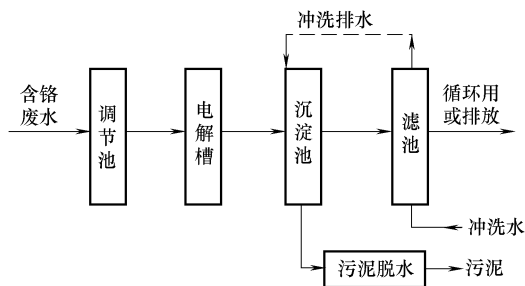 冲洗排水
含铬
废水
调
节
池
电
解
槽
沉
淀
池
滤
池
循环用
或排放
冲洗水
污泥脱水
污泥